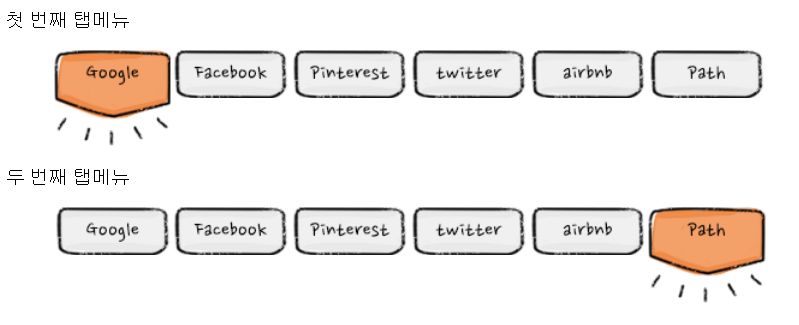 첫 번째 탭메뉴
Google Facebook Pinterest twitter airbnb Path
두 번째 탭메뉴
Google Facebook Pinterest twitter airbnb Path